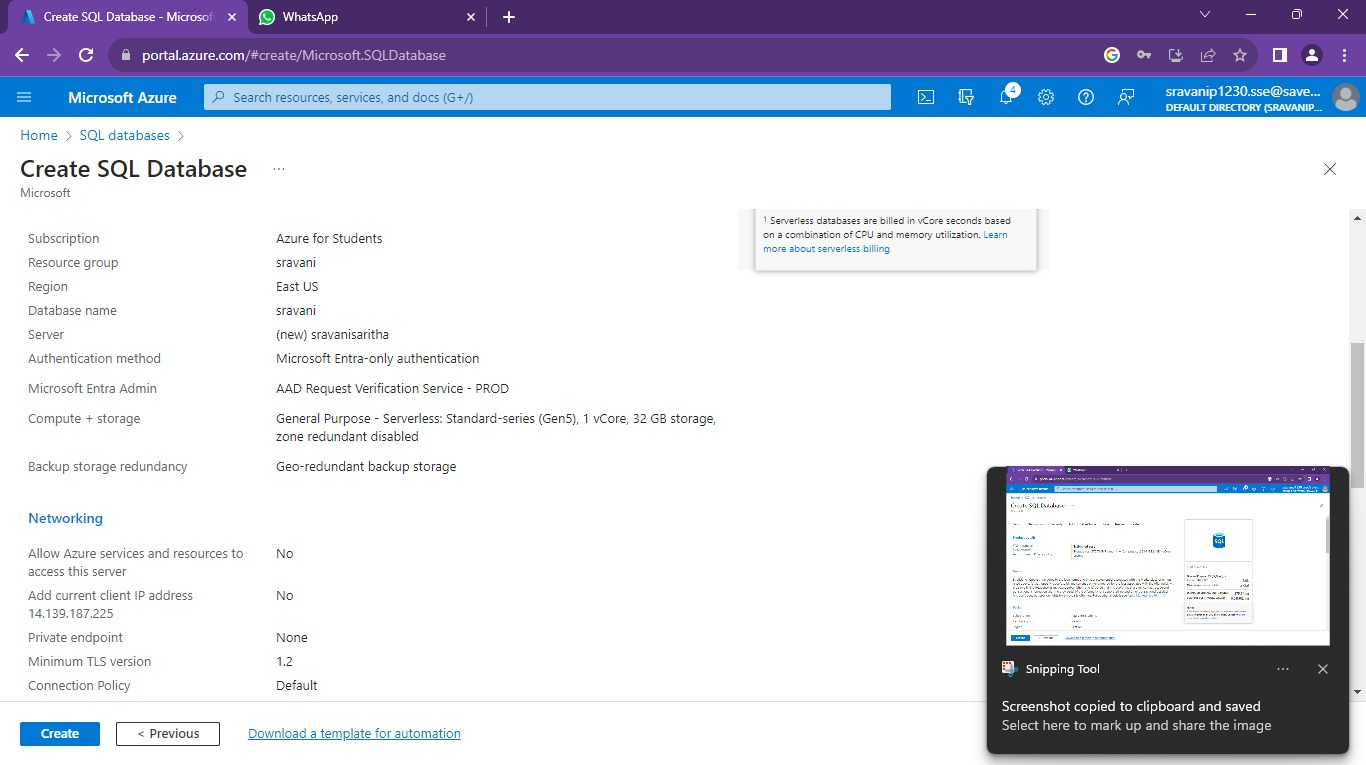 Create SQL Database - Microsof
WhatsApp
portal.azure.com/#create/Microsoft.SQLDatabase
Microsoft Azure
Search resources, services, and docs (G+/)
4
sravanip1230.sse@save...
DEFAULT DIRECTORY (SRAVANIP...
Home > SQL databases >
Create SQL Database ...
Microsoft
1 Serverless databases are billed in vCore seconds based
on a combination of CPU and memory utilization. Learn
more about serverless billing
Subscription Azure for Students
Resource group sravani
Region East US
Database name sravani
Server (new) sravanisaritha
Authentication method Microsoft Entra-only authentication
Microsoft Entra Admin AAD Request Verification Service - PROD
Compute + storage General Purpose - Serverless: Standard-series (Gen5), 1 vCore, 32 GB storage,
zone redundant disabled
Backup storage redundancy Geo-redundant backup storage
Networking
Allow Azure services and resources to No
access this server
Add current client IP address No
14.139.187.225
Private endpoint None
Minimum TLS version 1.2
Connection Policy Default
Create < Previous Download a template for automation
Create SQL Database
SQL
Snipping Tool
Screenshot copied to clipboard and saved
Select here to mark up and share the image